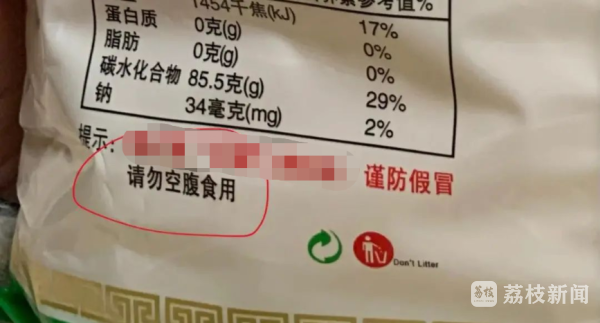 1454千焦(KJ) 17%
蛋白质 0克(g) 0%
脂肪 0克(g) 0%
碳水化合物 85.5克(g) 29%
钠 34毫克(mg) 2%
提示:
谨防假冒
请勿空腹食用
Don't Litter
荔枝 荔枝新闻